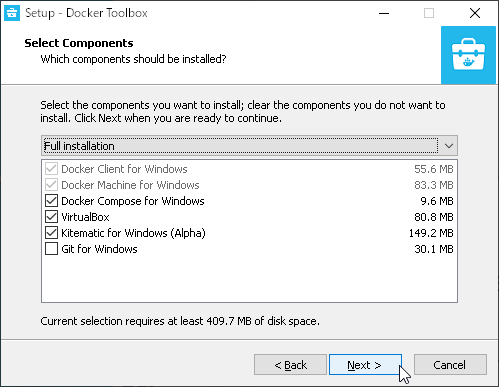 Setup - Docker Toolbox
Select Components
Which components should be installed?
Select the components you want to install; clear the components you do not want to
install. Click Next when you are ready to continue.
Full installation
Docker Client for Windows 55.6 MB
Docker Machine for Windows 83.3 MB
Docker Compose for Windows 9.6 MB
VirtualBox 80.8 MB
Kitematic for Windows (Alpha) 149.2 MB
Git for Windows 30.1 MB
Current selection requires at least 409.7 MB of disk space.
< Back Next > Cancel